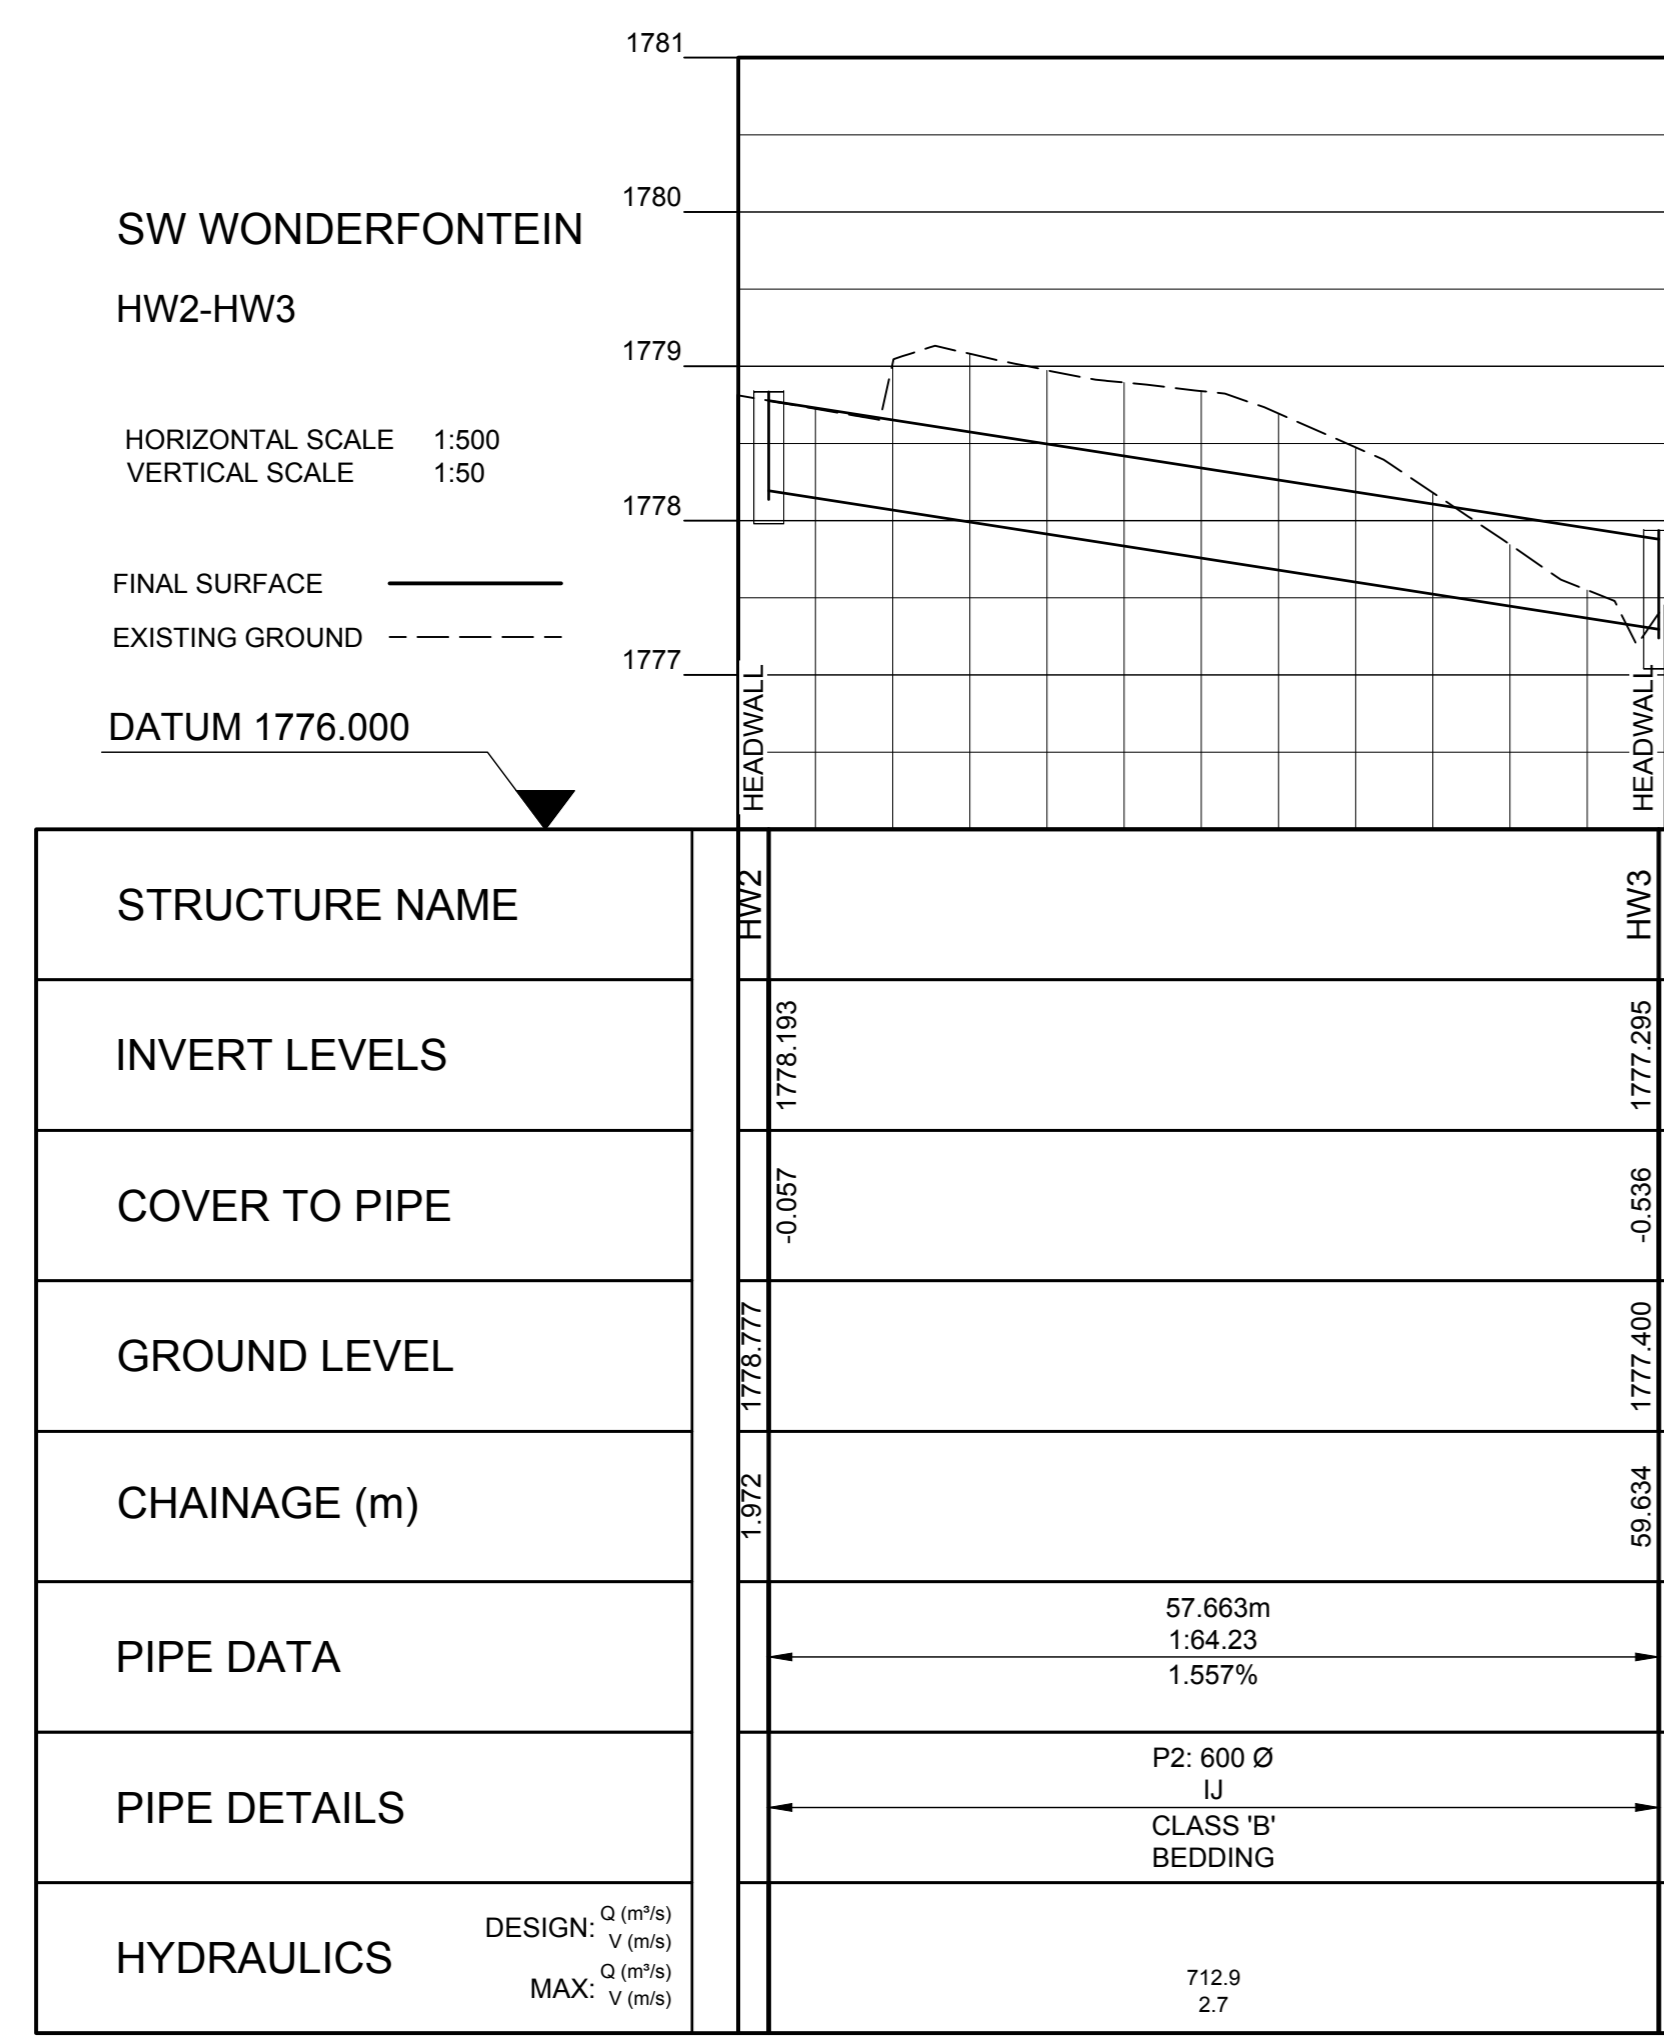 1781
1780
1779
1778
1777
SW WONDERFONTEIN
HW2-HW3
HORIZONTAL SCALE 1:500
VERTICAL SCALE 1:50
FINAL SURFACE
EXISTING GROUND
DATUM 1776.000
HEADWALL
HEADWALL
STRUCTURE NAME
HW2
HW3
INVERT LEVELS
1778.193
1777.295
COVER TO PIPE
-0.057
-0.536
GROUND LEVEL
1778.777
1777.400
CHAINAGE (m)
1.972
59.634
PIPE DATA
57.663m
1:64.23
1.557%
PIPE DETAILS
P2: 600 Ø
IJ
CLASS 'B'
BEDDING
HYDRAULICS
DESIGN: Q (m³/s)
V (m/s)
MAX: Q (m³/s)
V (m/s)
712.9
2.7